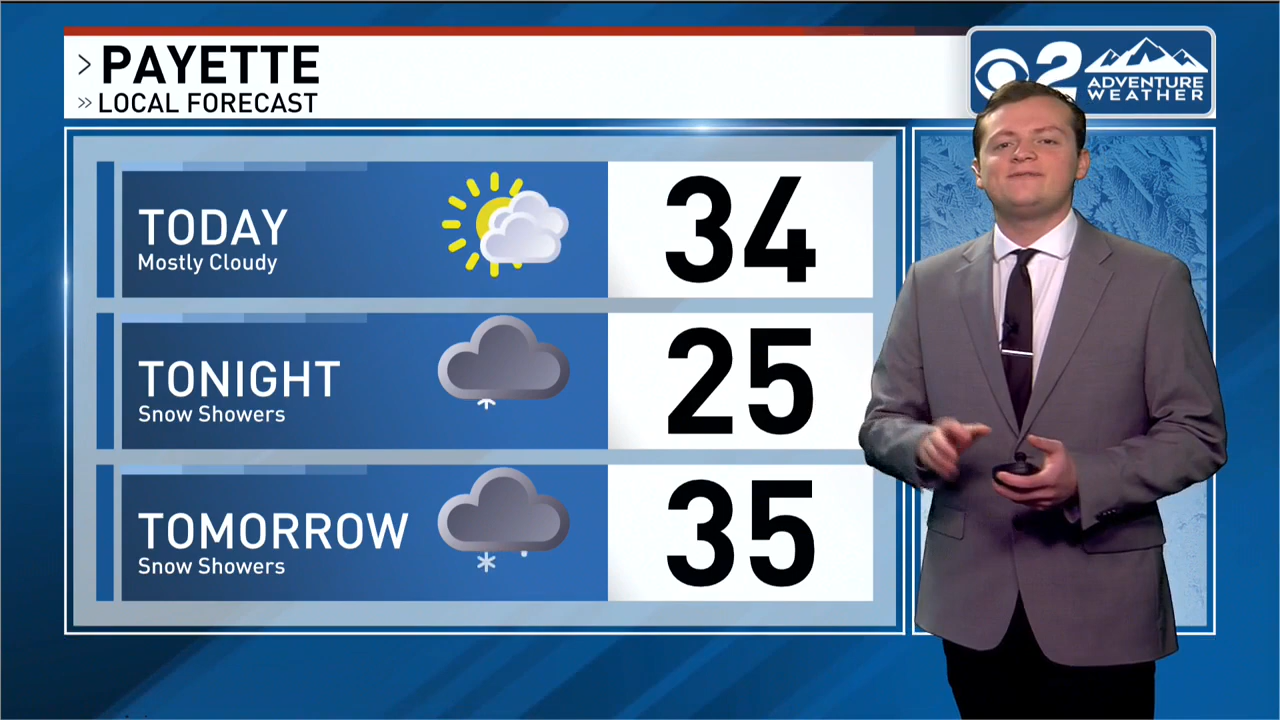 > PAYETTE
» LOCAL FORECAST
2
ADVENTURE
WEATHER
TODAY
Mostly Cloudy
34
TONIGHT
Snow Showers
25
TOMORROW
Snow Showers
35